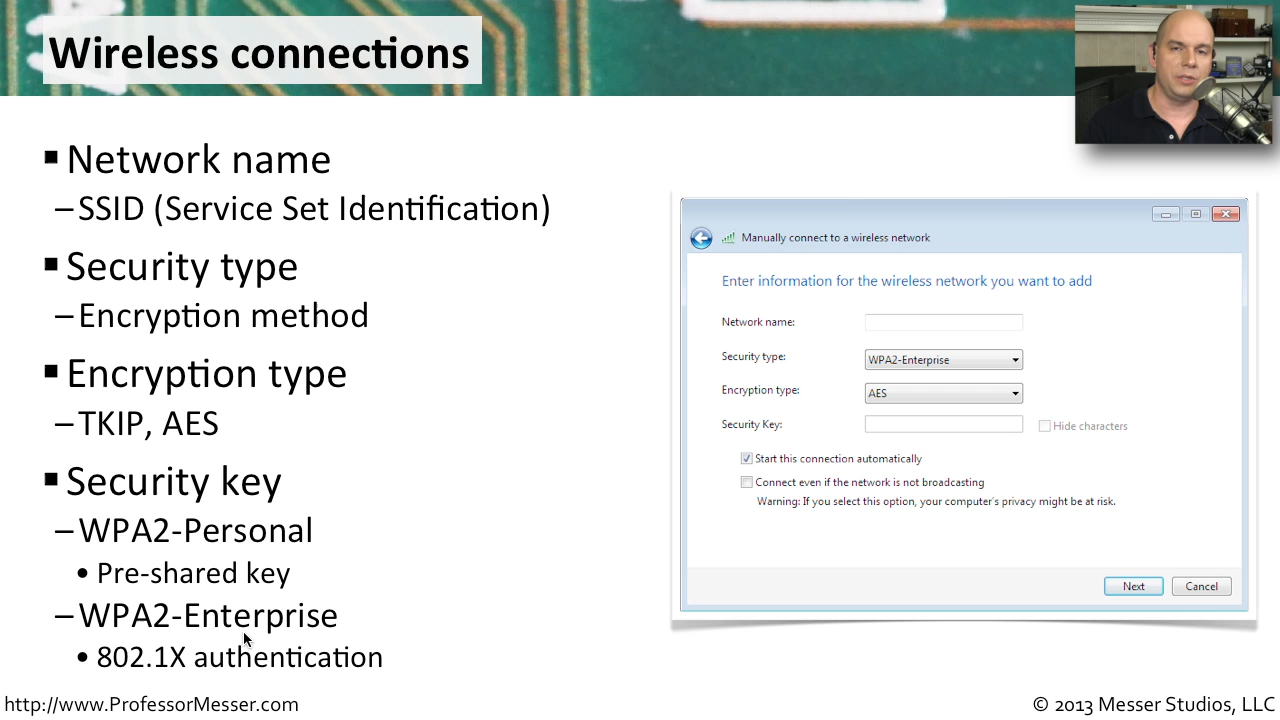 Wireless connections
▪ Network name
– SSID (Service Set Identification)
▪ Security type
– Encryption method
▪ Encryption type
– TKIP, AES
▪ Security key
– WPA2-Personal
• Pre-shared key
– WPA2-Enterprise
• 802.1X authentication
Manually connect to a wireless network
Enter information for the wireless network you want to add
Network name:
Security type: WPA2-Enterprise
Encryption type: AES
Security Key: Hide characters
Start this connection automatically
Connect even if the network is not broadcasting
Warning: If you select this option, your computer's privacy might be at risk.
Next Cancel
http://www.ProfessorMesser.com
© 2013 Messer Studios, LLC